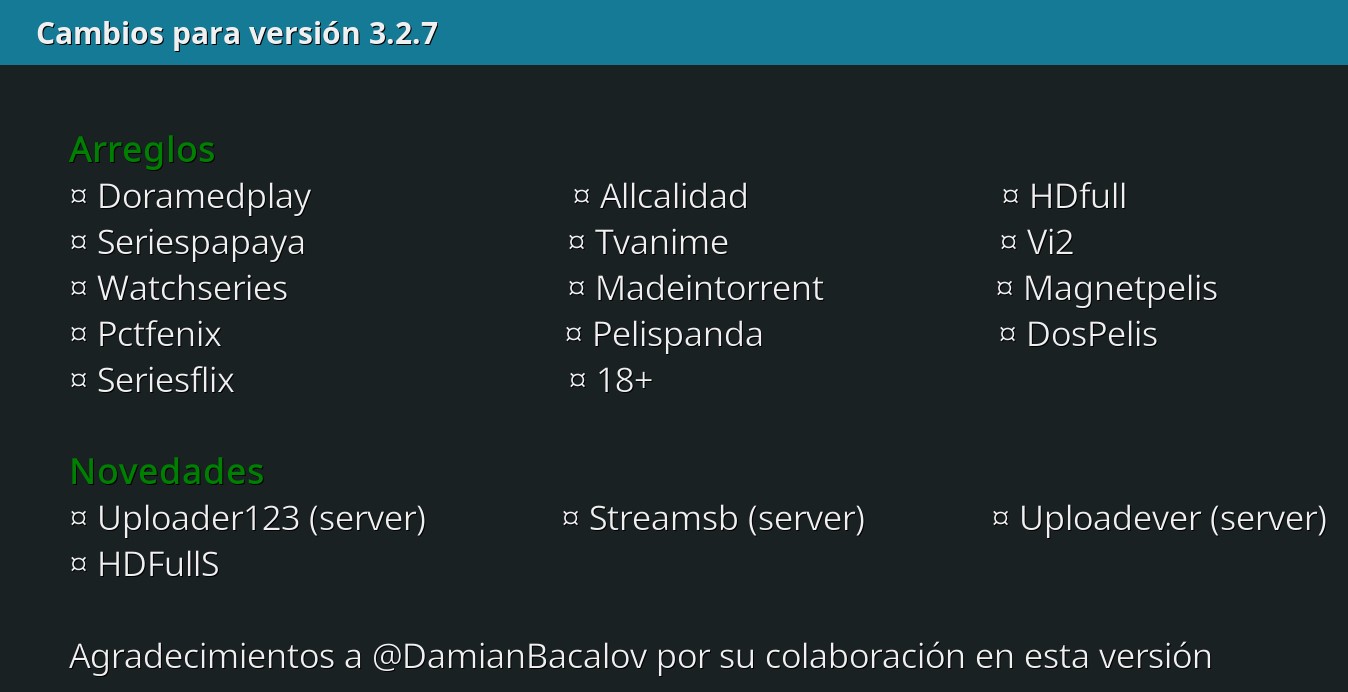 Cambios para versión 3.2.7
Arreglos
¤ Doramedplay ¤ Allcalidad ¤ HDfull
¤ Seriespapaya ¤ Tvanime ¤ Vi2
¤ Watchseries ¤ Madeintorrent ¤ Magnetpelis
¤ Pctfenix ¤ Pelispanda ¤ DosPelis
¤ Seriesflix ¤ 18+
Novedades
¤ Uploader123 (server) ¤ Streamsb (server) ¤ Uploadever (server)
¤ HDFullS
Agradecimientos a @DamianBacalov por su colaboración en esta versión